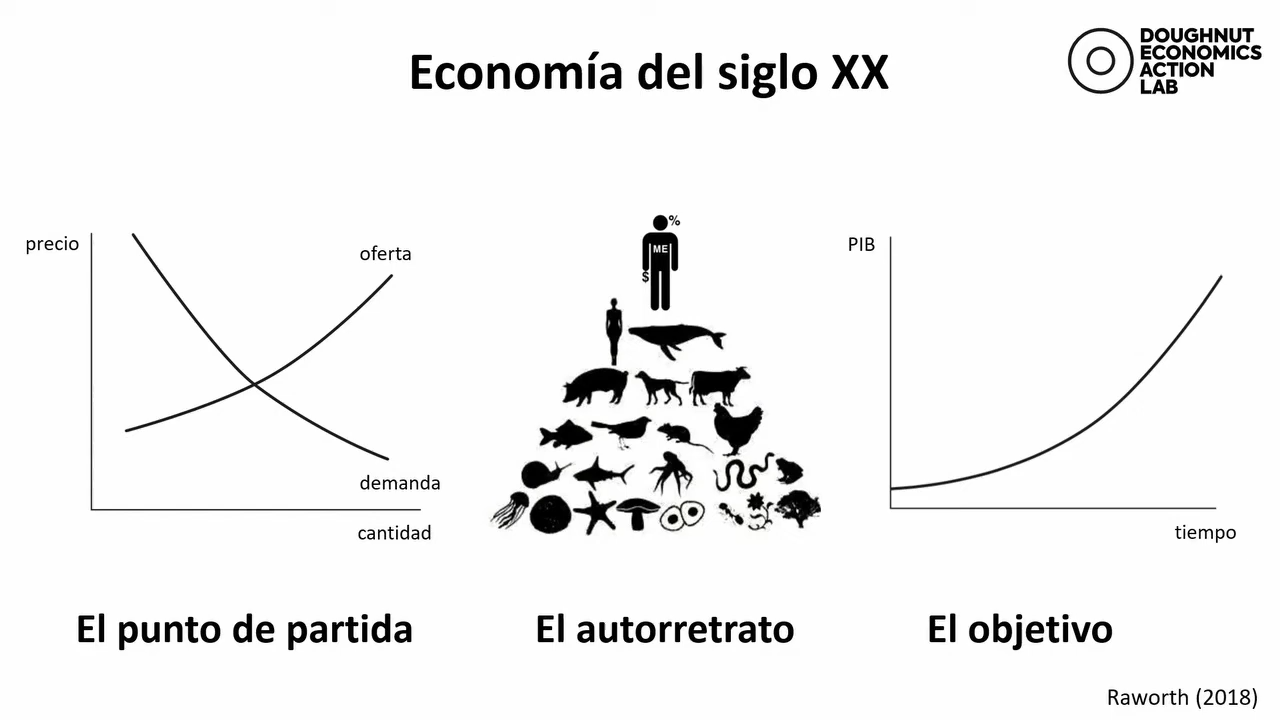 Economía del siglo XX
DOUGHNUT
ECONOMICS
ACTION
LAB
precio
oferta
demanda
cantidad
%
ME
$
PIB
tiempo
El punto de partida
El autorretrato
El objetivo
Raworth (2018)